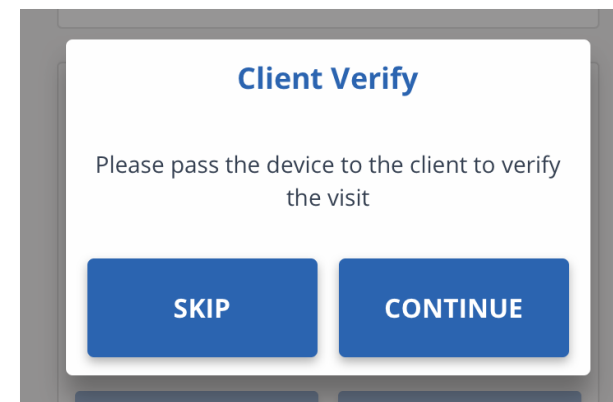 Client Verify
Please pass the device to the client to verify
the visit
SKIP
CONTINUE